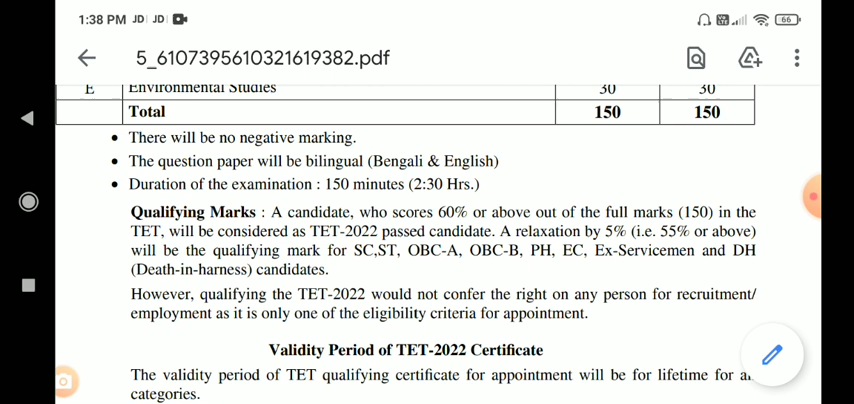 1:38 PM JD JD
66
5_6107395610321619382.pdf
E Environmental Studies 30 30
Total 150 150
• There will be no negative marking.
• The question paper will be bilingual (Bengali & English)
• Duration of the examination : 150 minutes (2:30 Hrs.)
Qualifying Marks : A candidate, who scores 60% or above out of the full marks (150) in the
TET, will be considered as TET-2022 passed candidate. A relaxation by 5% (i.e. 55% or above)
will be the qualifying mark for SC,ST, OBC-A, OBC-B, PH, EC, Ex-Servicemen and DH
(Death-in-harness) candidates.
However, qualifying the TET-2022 would not confer the right on any person for recruitment/
employment as it is only one of the eligibility criteria for appointment.
Validity Period of TET-2022 Certificate
The validity period of TET qualifying certificate for appointment will be for lifetime for
categories.